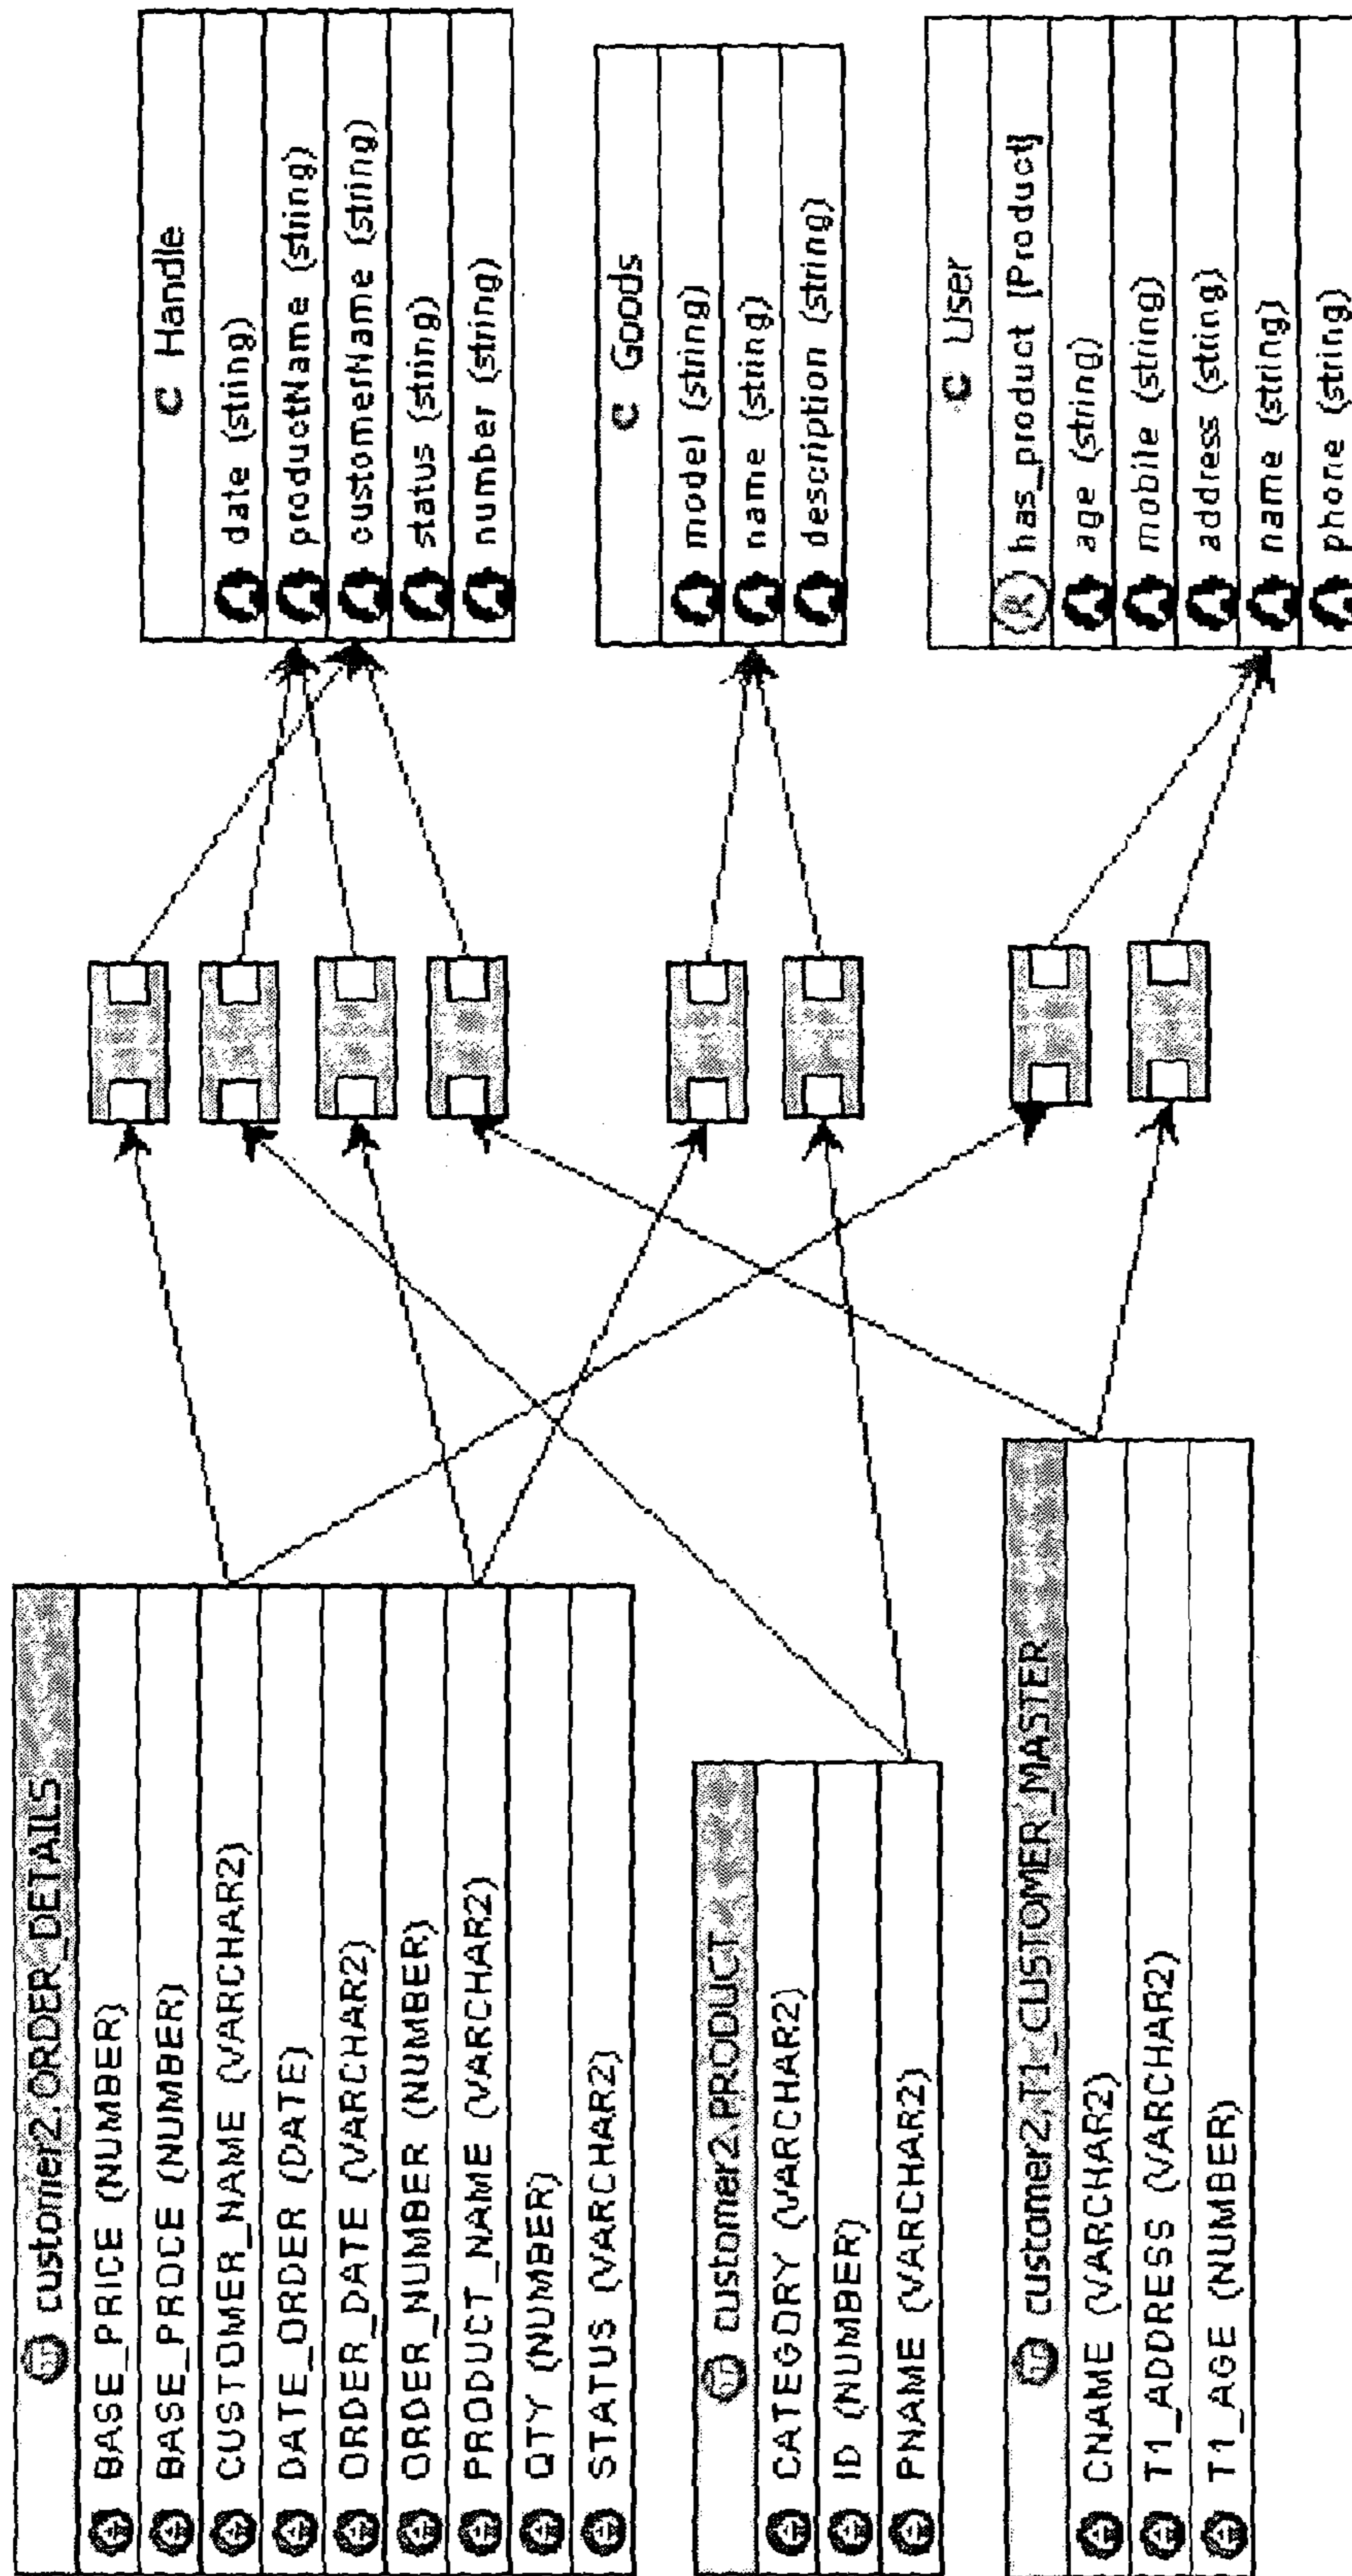 customer2.ORDER_DETAILS
BASE_PRICE (NUMBER)
BASE_PROCE (NUMBER)
CUSTOMER_NAME (VARCHAR2)
DATE_ORDER (DATE)
ORDER_DATE (VARCHAR2)
ORDER_NUMBER (NUMBER)
PRODUCT_NAME (VARCHAR2)
QTY (NUMBER)
STATUS (VARCHAR2)
customer2.PRODUCT
CATEGORY (VARCHAR2)
ID (NUMBER)
PNAME (VARCHAR2)
customer2.T1_CUSTOMER_MASTER
CNAME (VARCHAR2)
T1_ADDRESS (VARCHAR2)
T1_AGE (NUMBER)
C Handle
date (string)
productName (string)
customerName (string)
status (string)
number (string)
C Goods
model (string)
name (string)
description (string)
C User
R has_product [Product]
age (string)
mobile (string)
address (string)
name (string)
phone (string)